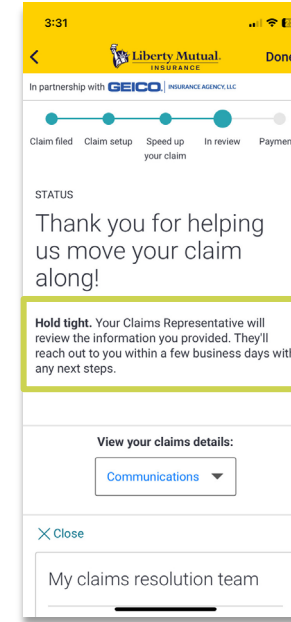 3:31
Liberty Mutual.
INSURANCE
In partnership with GEICO. INSURANCE AGENCY, LLC
Claim filed Claim setup Speed up your claim In review
STATUS
Thank you for helping
us move your claim
along!
Hold tight. Your Claims Representative will
review the information you provided. They'll
reach out to you within a few business days
any next steps.
View your claims details:
Communications
Close
My claims resolution team